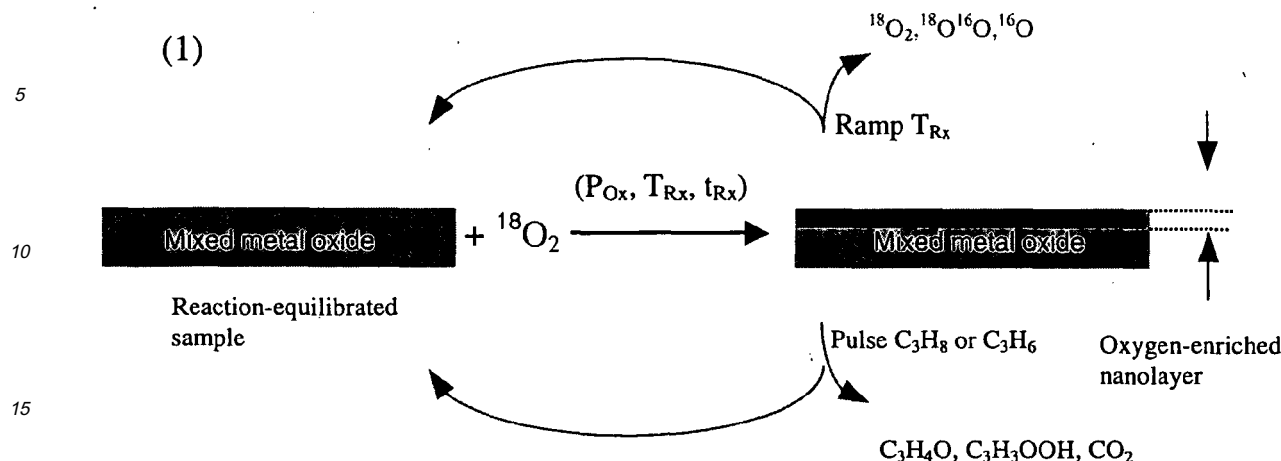 (1)
¹⁸O₂, ¹⁸O¹⁶O, ¹⁶O
5
Ramp T_Rx
(P_Ox, T_Rx, t_Rx)
Mixed metal oxide + ¹⁸O₂ Mixed metal oxide
10
Reaction-equilibrated
sample
Pulse C₃H₈ or C₃H₆
Oxygen-enriched
nanolayer
15
C₃H₄O, C₃H₃OOH, CO₂